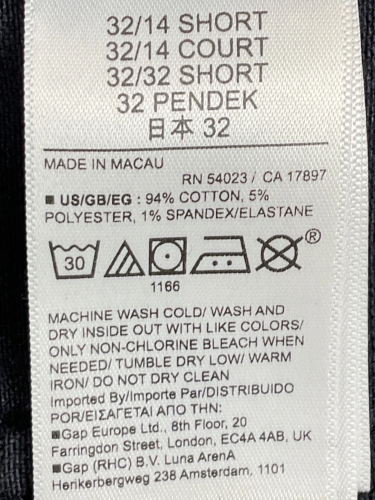 32/14 SHORT
32/14 COURT
32/32 SHORT
32 PENDEK
日本 32
MADE IN MACAU
RN 54023 / CA 17897
■ US/GB/EG : 94% COTTON, 5%
POLYESTER, 1% SPANDEX/ELASTANE
30
®
1166
MACHINE WASH COLD/ WASH AND
DRY INSIDE OUT WITH LIKE COLORS/
ONLY NON-CHLORINE BLEACH WHEN
NEEDED/ TUMBLE DRY LOW/ WARM
IRON/ DO NOT DRY CLEAN
Imported By/Importe Par/DISTRIBUIDO
POR/ΕΙΣΑΓΕΤΑΙ ΑΠΟ ΤΗΝ:
■Gap Europe Ltd., 8th Floor, 20
Farringdon Street, London, EC4A 4AB, UK
■Gap (RHC) B.V. Luna ArenA
Herikerbergweg 238 Amsterdam, 1101